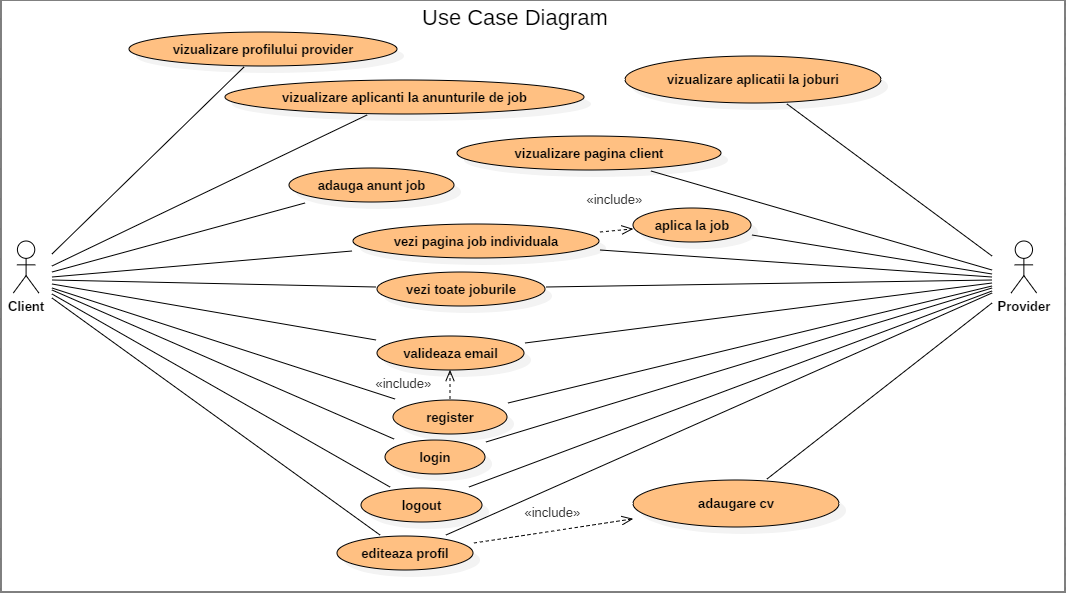 Use Case Diagram
vizualizare profilului provider
vizualizare aplicatii la joburi
vizualizare aplicanti la anunturile de job
vizualizare pagina client
adauga anunt job
«include»
aplica la job
vezi pagina job individuala
vezi toate joburile
Client
Provider
valideaza email
«include»
register
login
logout
adaugare cv
«include»
editeaza profil